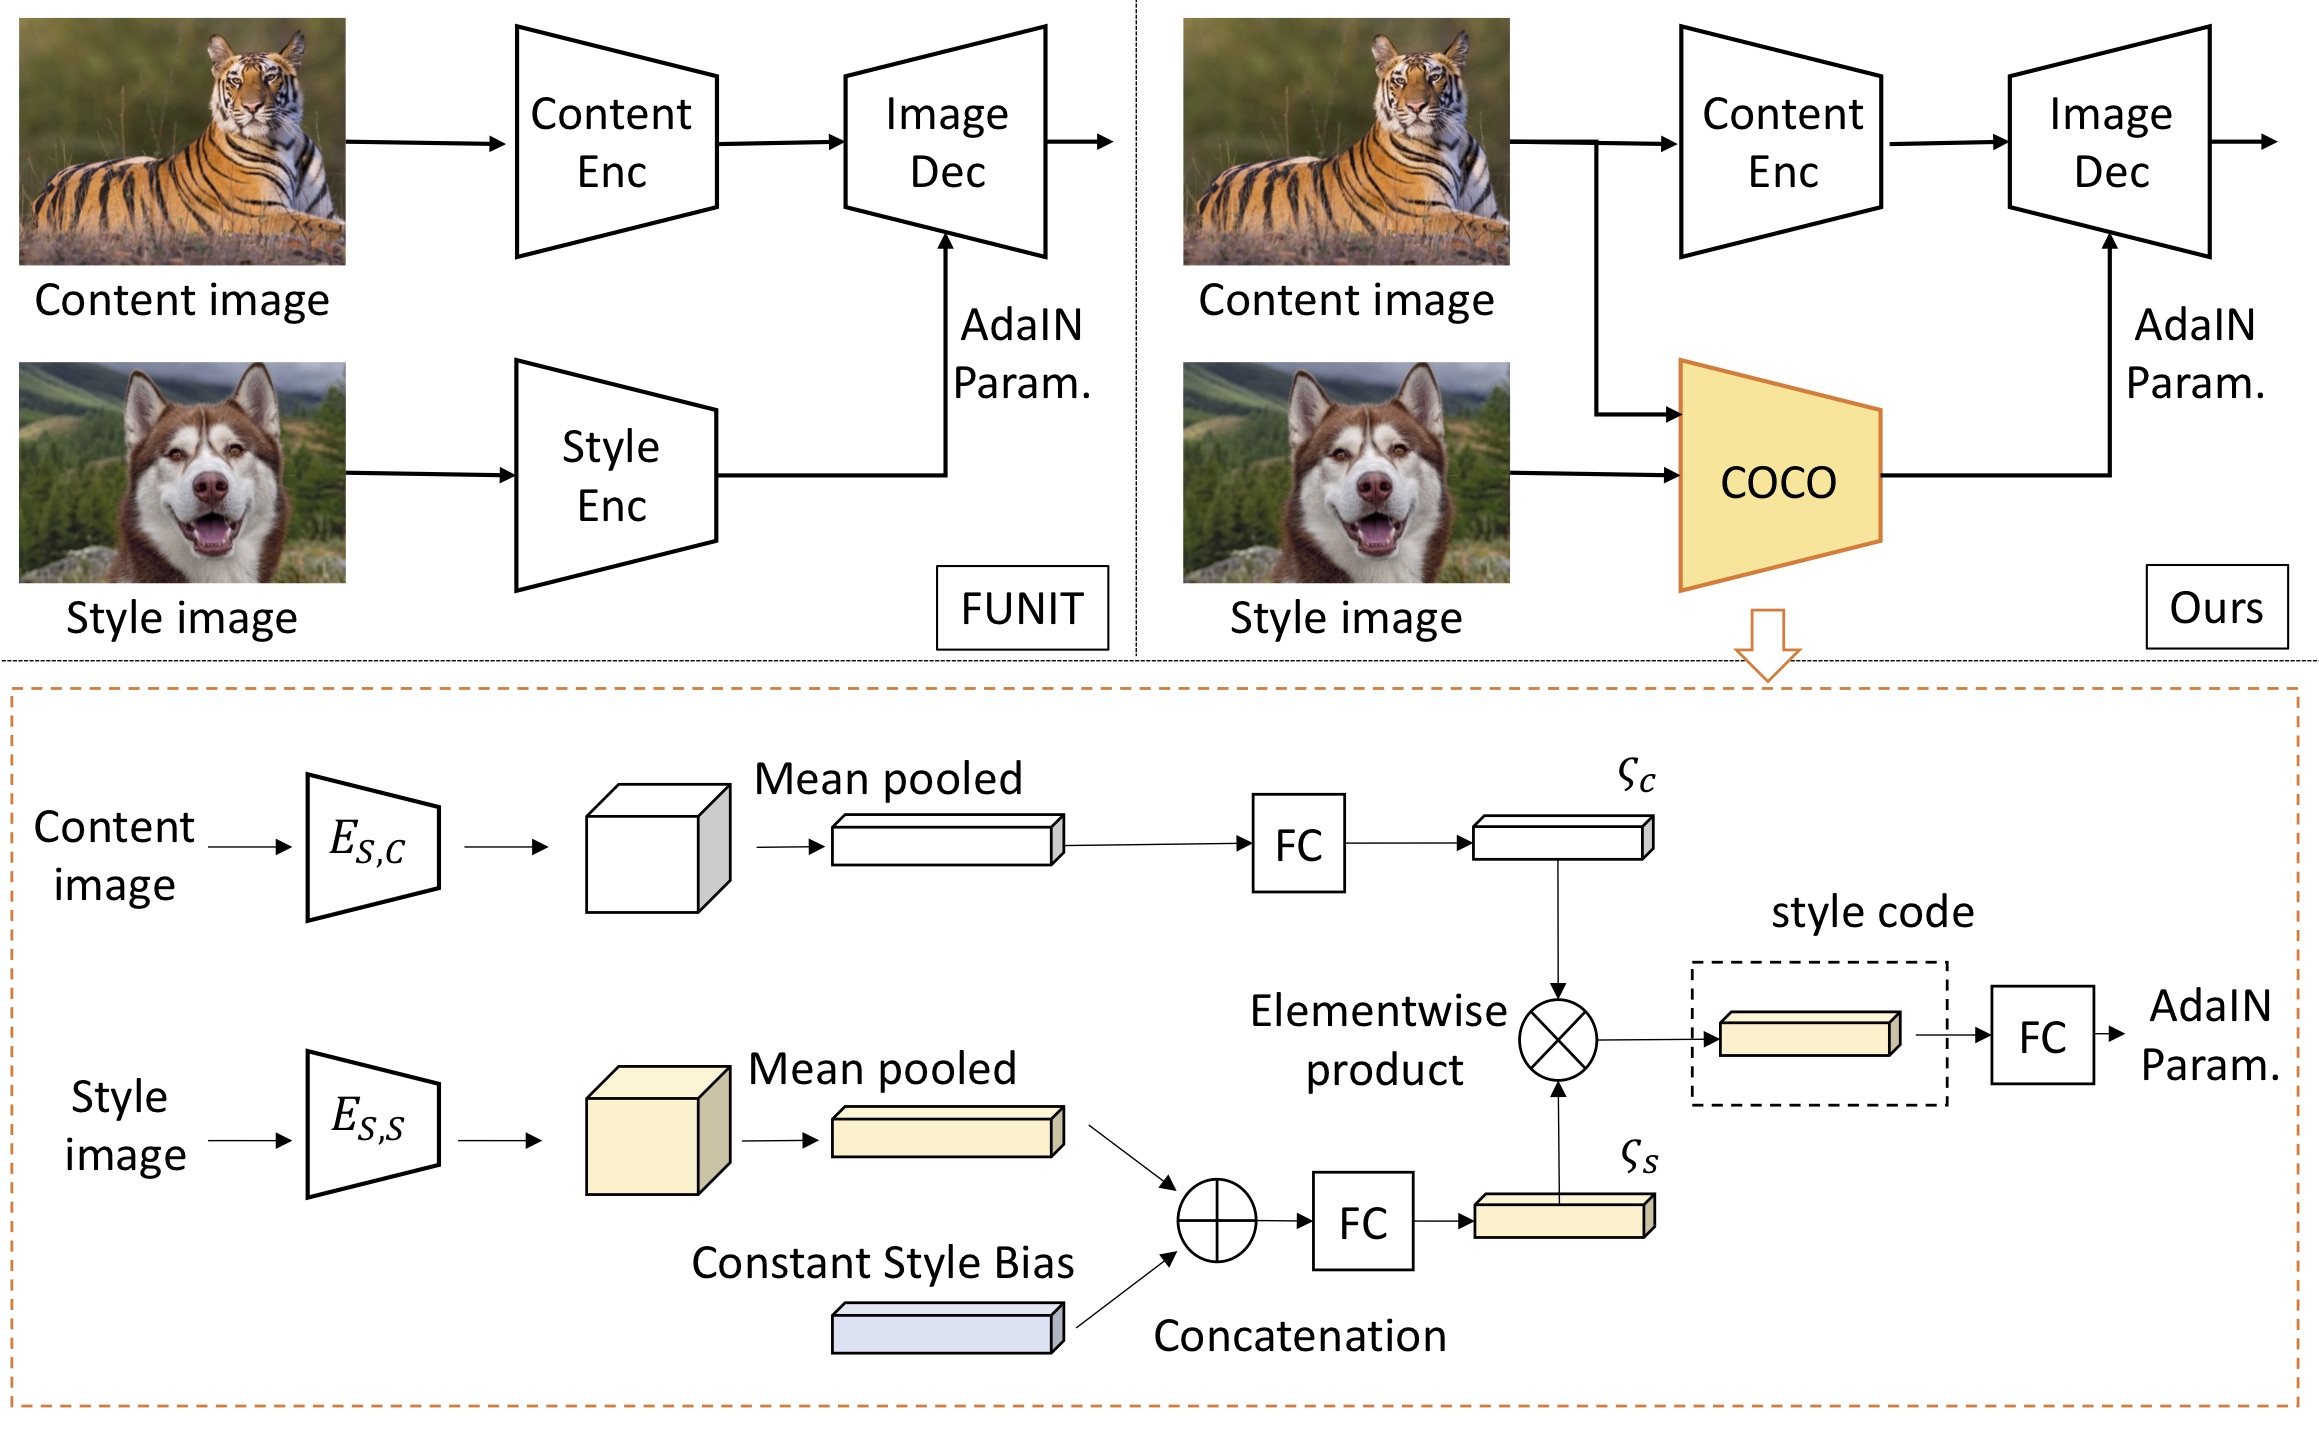 Content
Enc
Image
Dec
Content image
AdaIN
Param.
Style
Enc
Style image
FUNIT
Content
Enc
Image
Dec
Content image
AdaIN
Param.
COCO
Style image
Ours
Content
image
E_{S,C}
Mean pooled
FC
ς_c
style code
Elementwise
product
FC
AdaIN
Param.
Style
image
E_{S,S}
Mean pooled
ς_s
FC
Constant Style Bias
Concatenation